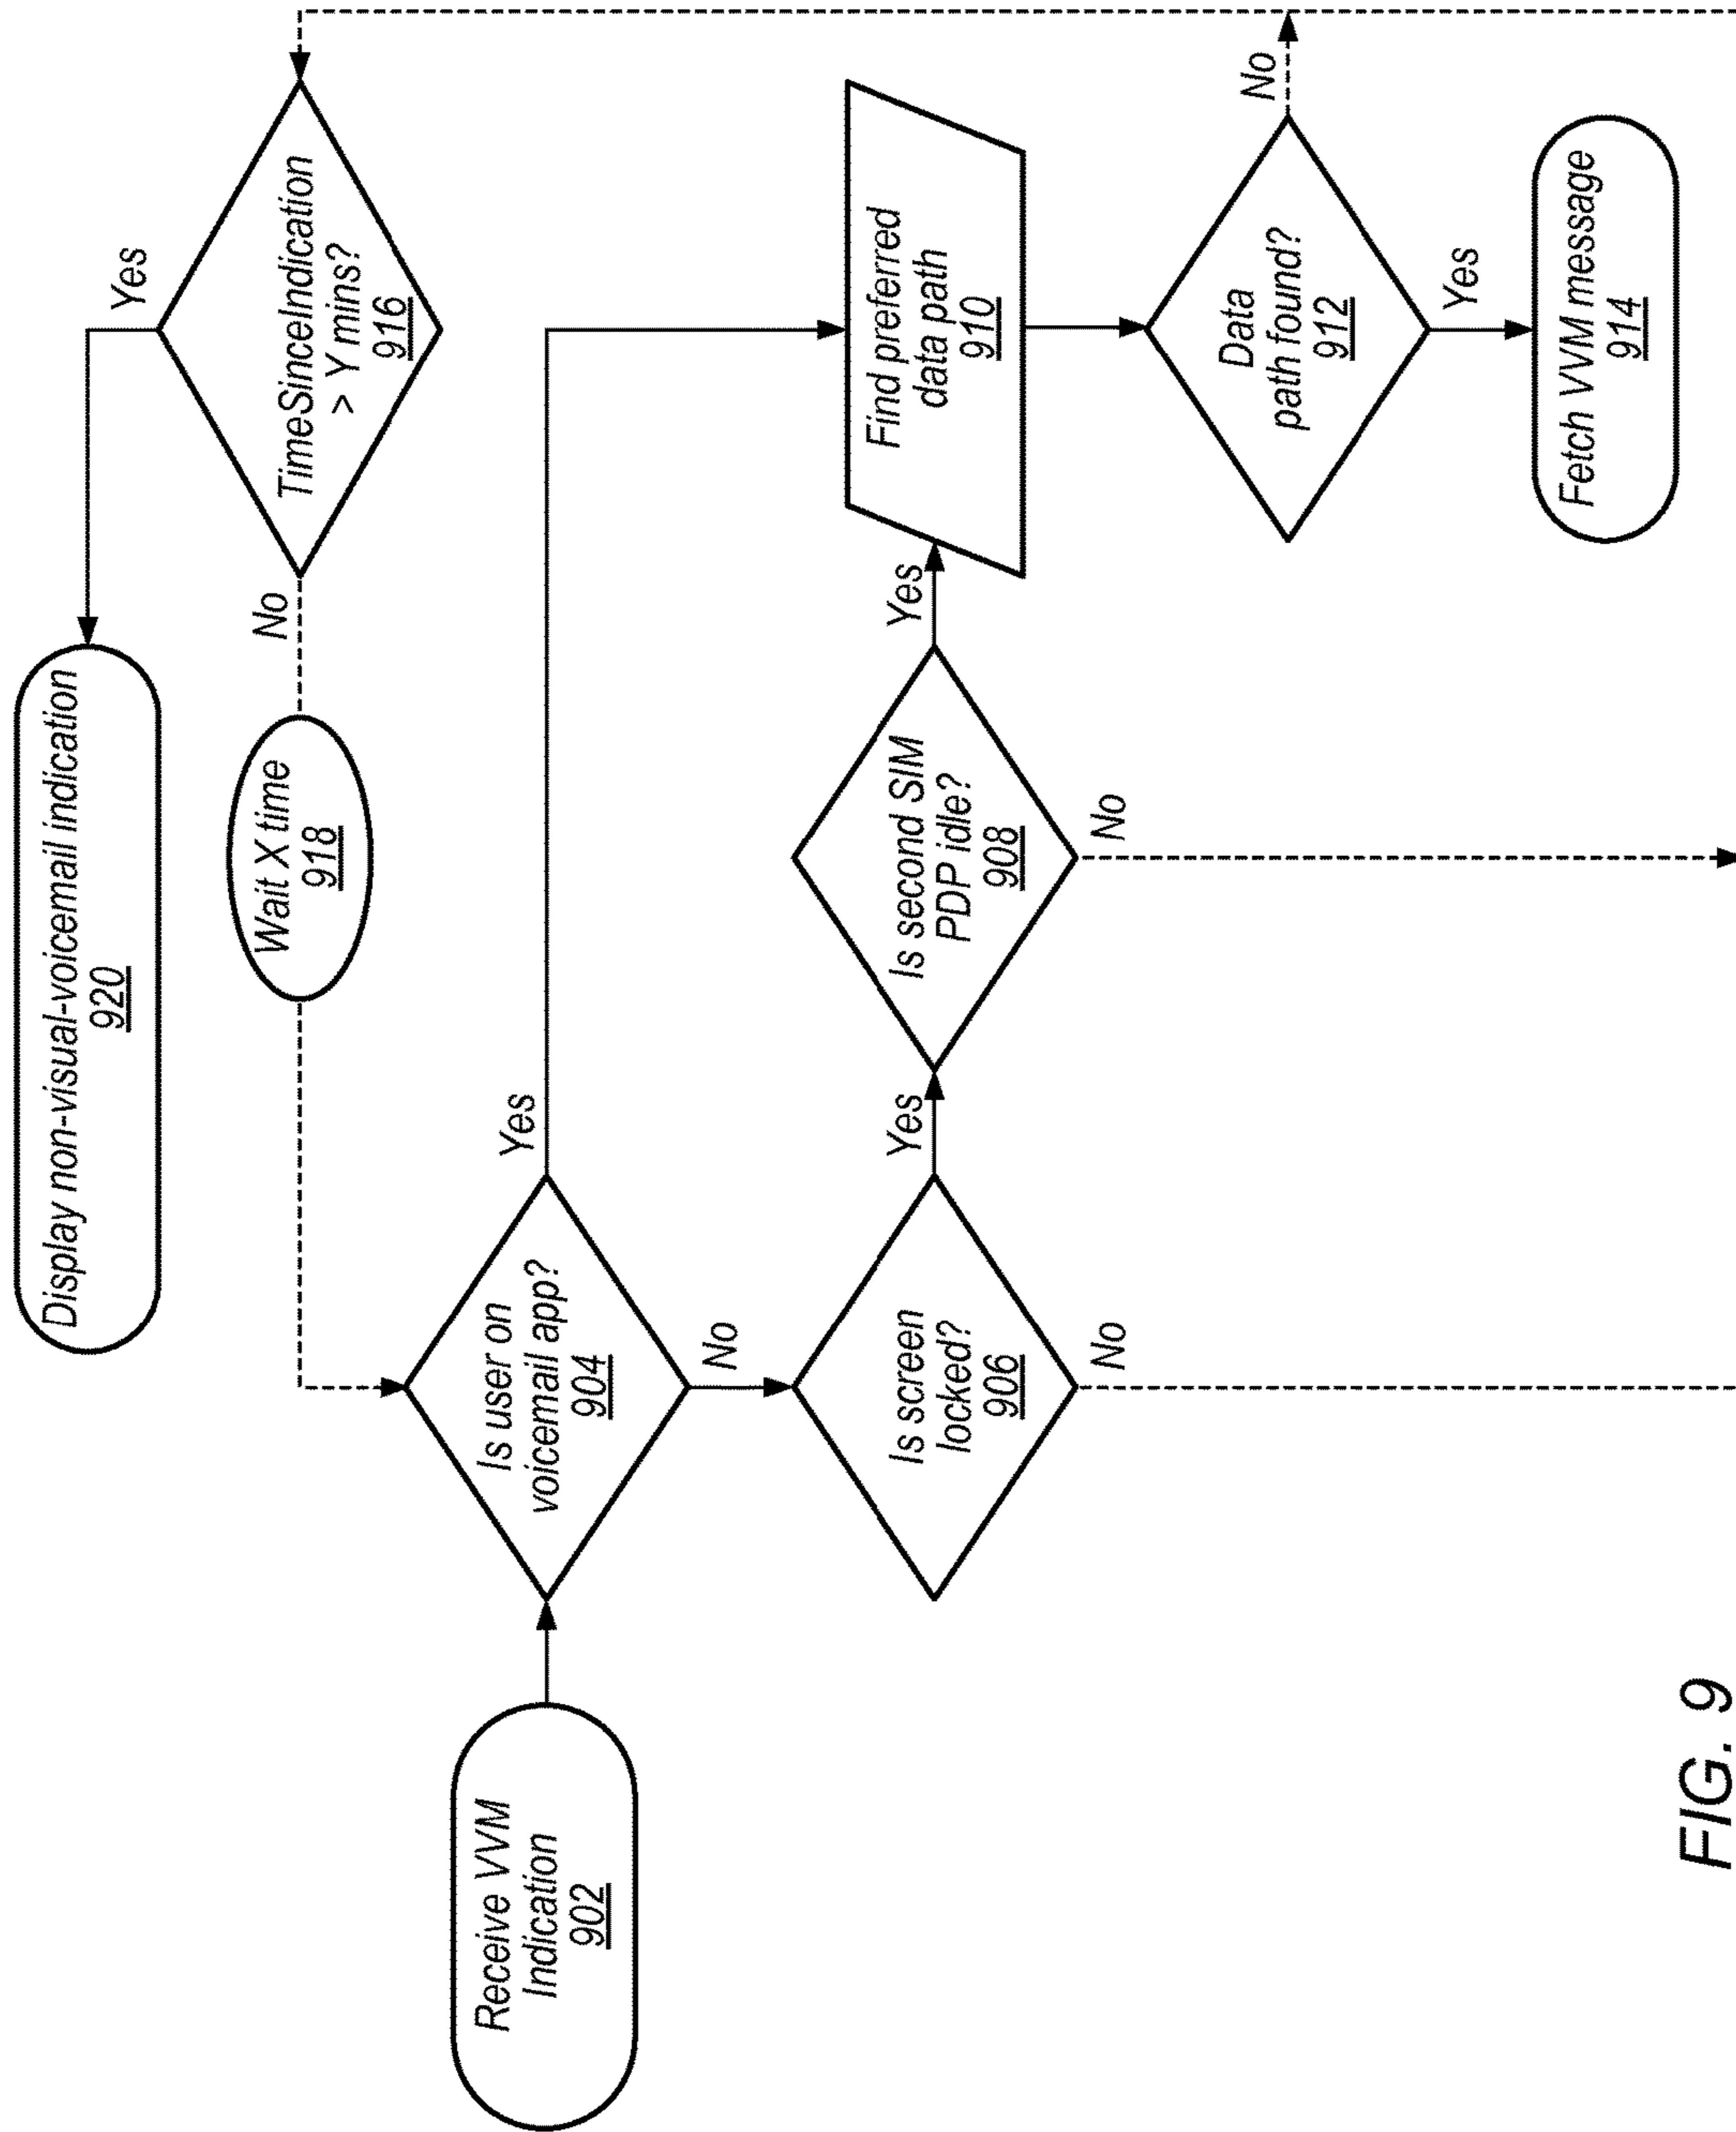 Display non-visual-voicemail indication
920
Yes
Wait X time
918
No
TimeSinceIndication
> Y mins?
916
Receive VVM
Indication
902
Is user on
voicemail app?
904
Yes
No
Is screen
locked?
906
Yes
No
Is second SIM
PDP idle?
908
Yes
No
Find preferred
data path
910
Data
path found?
912
No
Yes
Fetch VVM message
914
FIG. 9